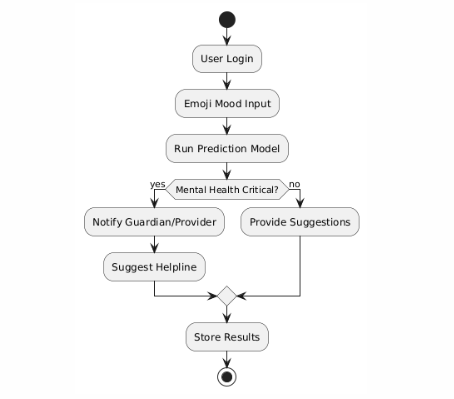 User Login
Emoji Mood Input
Run Prediction Model
yes
Mental Health Critical?
no
Notify Guardian/Provider
Provide Suggestions
Suggest Helpline
Store Results